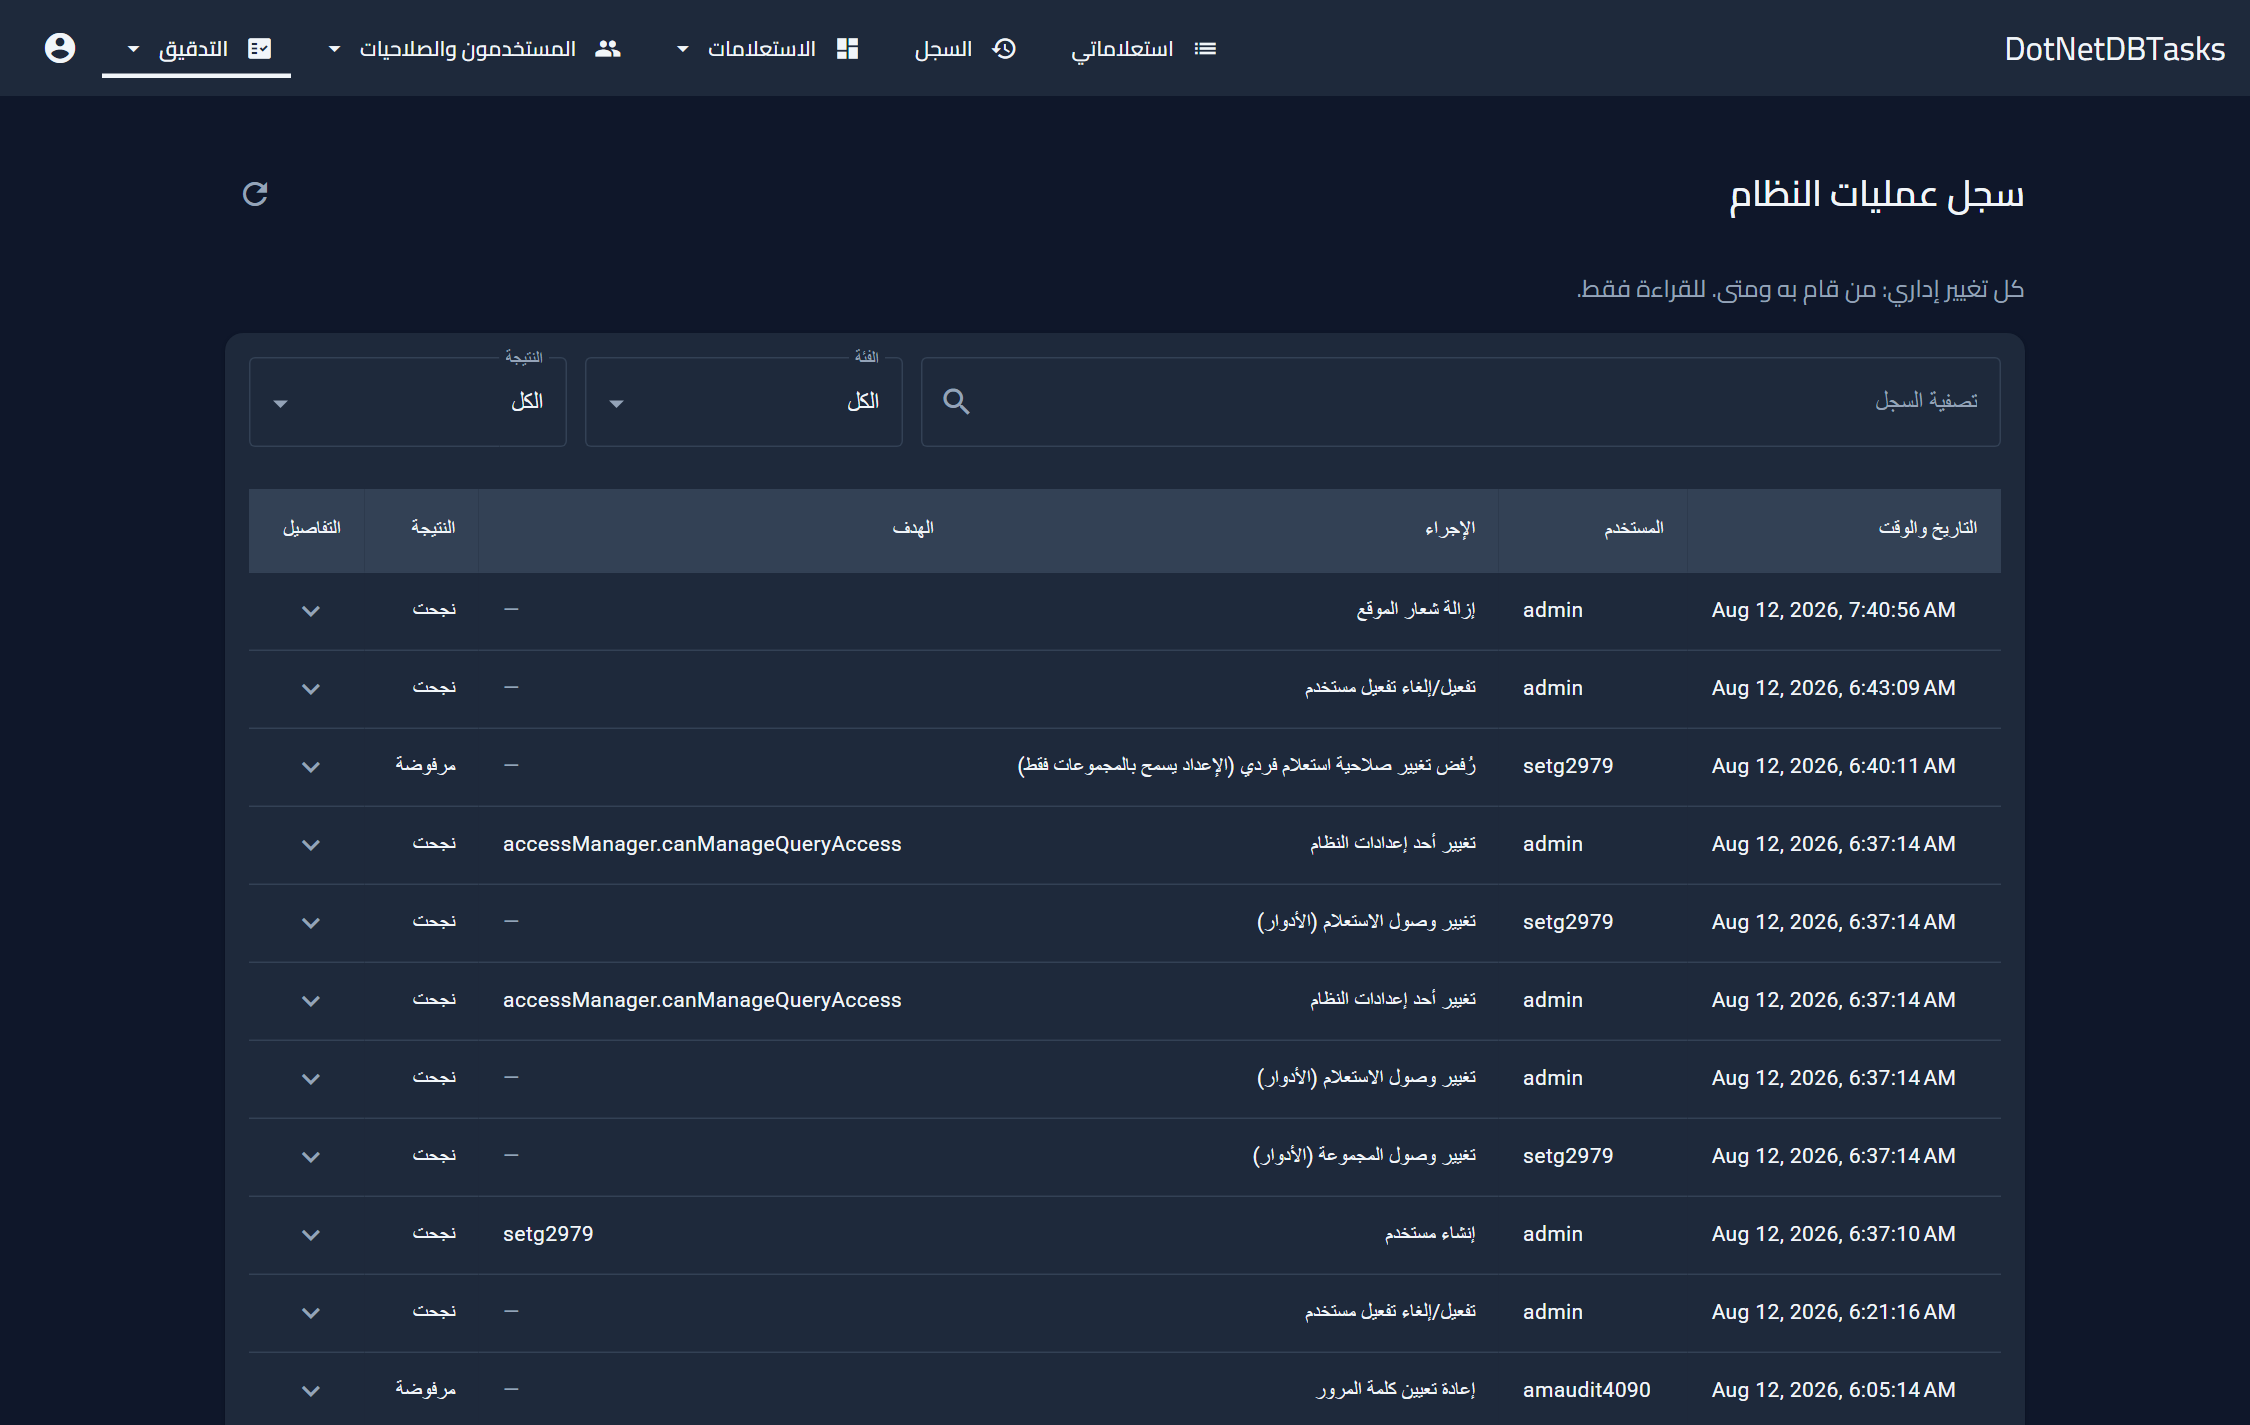 DotNetDBTasks
استعلاماتي السجل الاستعلامات المستخدمون والصلاحيات التدقيق
سجل عمليات النظام
كل تغيير إداري: من قام به ومتى. للقراءة فقط.
الفئة النتيجة
تصفية السجل الكل الكل
التاريخ والوقت المستخدم الإجراء الهدف النتيجة التفاصيل
Aug 12, 2026, 7:40:56 AM admin إزالة شعار الموقع — نجحت
Aug 12, 2026, 6:43:09 AM admin تفعيل/إلغاء تفعيل مستخدم — نجحت
Aug 12, 2026, 6:40:11 AM setg2979 رُفض تغيير صلاحية استعلام فردي (الإعداد يسمح بالمجموعات فقط) — مرفوضة
Aug 12, 2026, 6:37:14 AM admin تغيير أحد إعدادات النظام accessManager.canManageQueryAccess نجحت
Aug 12, 2026, 6:37:14 AM setg2979 تغيير وصول الاستعلام (الأدوار) — نجحت
Aug 12, 2026, 6:37:14 AM admin تغيير أحد إعدادات النظام accessManager.canManageQueryAccess نجحت
Aug 12, 2026, 6:37:14 AM admin تغيير وصول الاستعلام (الأدوار) — نجحت
Aug 12, 2026, 6:37:14 AM setg2979 تغيير وصول المجموعة (الأدوار) — نجحت
Aug 12, 2026, 6:37:10 AM admin إنشاء مستخدم setg2979 نجحت
Aug 12, 2026, 6:21:16 AM admin تفعيل/إلغاء تفعيل مستخدم — نجحت
Aug 12, 2026, 6:05:14 AM amaudit4090 إعادة تعيين كلمة المرور — مرفوضة